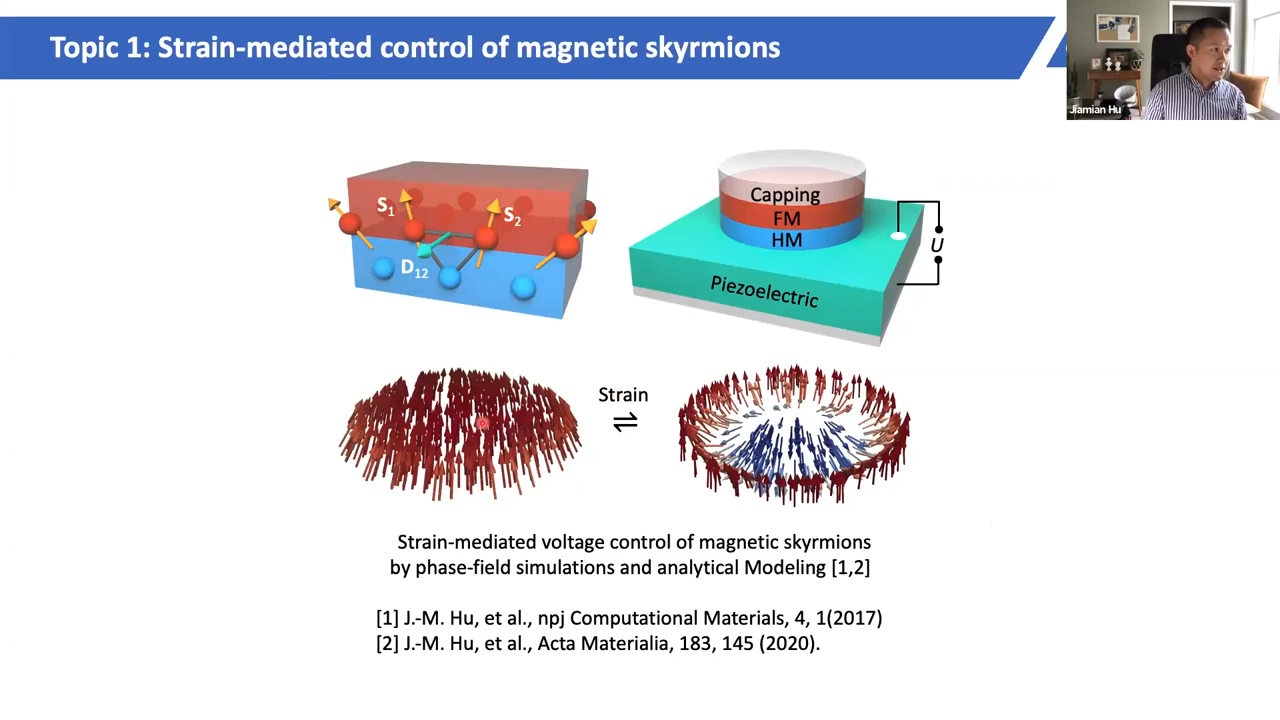 Topic 1: Strain-mediated control of magnetic skyrmions
Jiamian Hu
S1
S2
D12
Capping
FM
HM
Piezoelectric
U
Strain
⇌
Strain-mediated voltage control of magnetic skyrmions
by phase-field simulations and analytical Modeling [1,2]
[1] J.-M. Hu, et al., npj Computational Materials, 4, 1(2017)
[2] J.-M. Hu, et al., Acta Materialia, 183, 145 (2020).